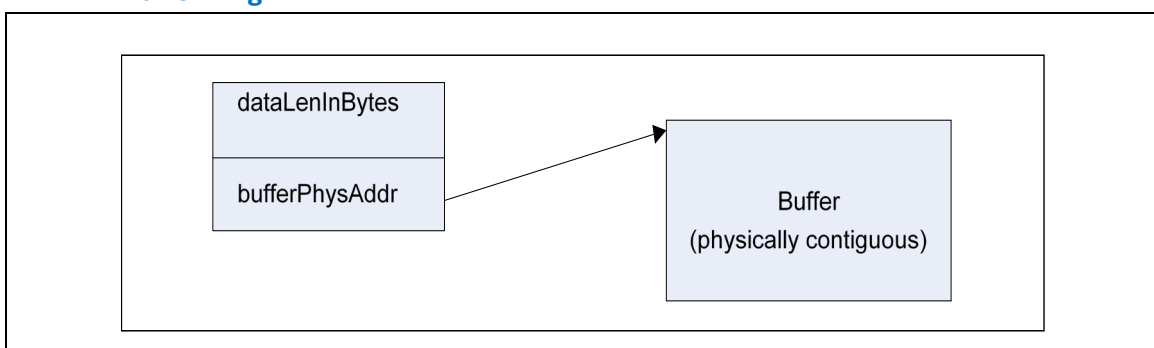 dataLenInBytes
bufferPhysAddr
Buffer
(physically contiguous)